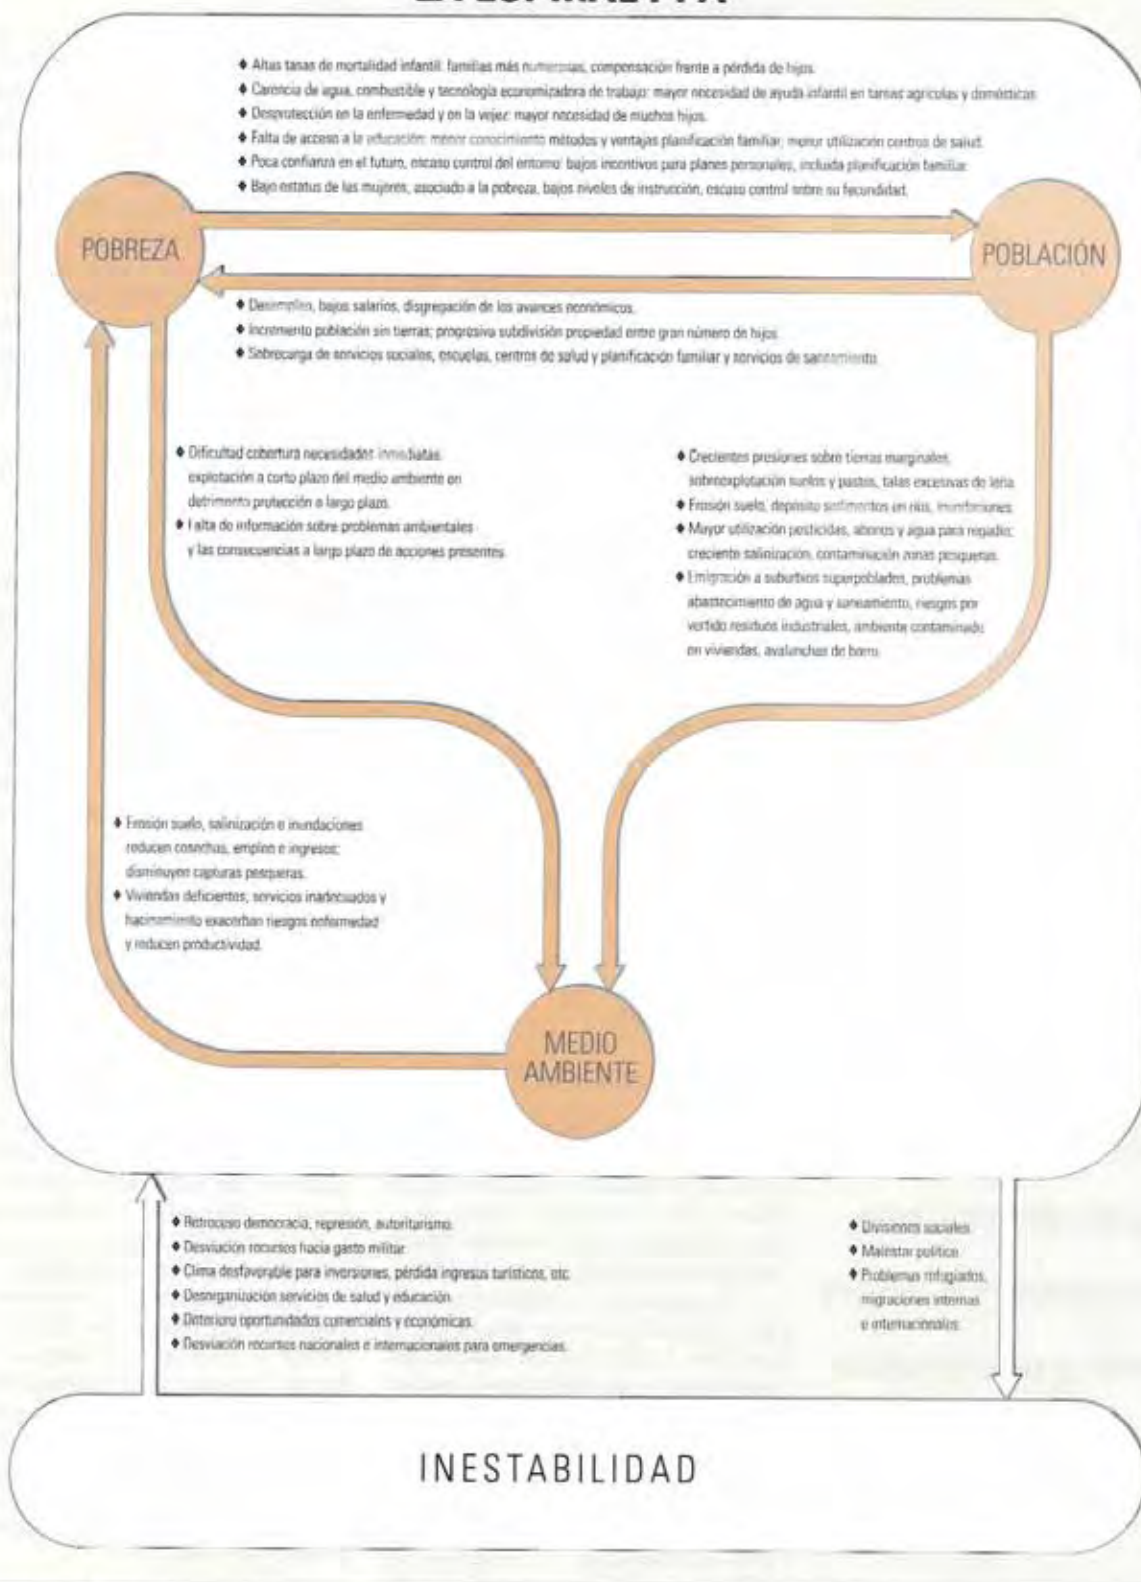 LA ESPIRAL PPA
♦ Altas tasas de mortalidad infantil: familias más numerosas, compensación frente a pérdida de hijos.
♦ Carencia de agua, combustible y tecnología economizadora de trabajo: mayor necesidad de ayuda infantil en tareas agrícolas y domésticas.
♦ Desprotección en la enfermedad y en la vejez: mayor necesidad de muchos hijos.
♦ Falta de acceso a la educación: menor conocimiento métodos y ventajas planificación familiar, menor utilización centros de salud.
♦ Poca confianza en el futuro, escaso control del entorno: bajos incentivos para planes personales, incluida planificación familiar.
♦ Bajo estatus de las mujeres, asociado a la pobreza, bajos niveles de instrucción, escaso control sobre su fecundidad.
POBREZA
POBLACIÓN
♦ Desempleo, bajos salarios, disgregación de los avances económicos.
♦ Incremento población sin tierras; progresiva subdivisión propiedad entre gran número de hijos.
♦ Sobrecarga de servicios sociales, escuelas, centros de salud y planificación familiar y servicios de saneamiento.
♦ Dificultad cobertura necesidades inmediatas:
explotación a corto plazo del medio ambiente en
detrimento protección a largo plazo.
♦ Falta de información sobre problemas ambientales
y las consecuencias a largo plazo de acciones presentes.
♦ Crecientes presiones sobre tierras marginales,
sobreexplotación suelos y pastos, talas excesivas de leña.
♦ Erosión suelo, depósito sedimentos en ríos, inundaciones.
♦ Mayor utilización pesticidas, abonos y agua para regadío:
creciente salinización, contaminación zonas pesqueras.
♦ Emigración a suburbios superpoblados, problemas
abastecimiento de agua y saneamiento, riesgos por
vertido residuos industriales, ambiente contaminado
en viviendas, avalanchas de barro.
♦ Erosión suelo, salinización e inundaciones
reducen cosechas, empleo e ingresos;
disminuyen capturas pesqueras.
♦ Viviendas deficientes, servicios inadecuados y
hacinamiento exacerban riesgos enfermedad
y reducen productividad.
MEDIO
AMBIENTE
♦ Retroceso democracia, represión, autoritarismo.
♦ Desviación recursos hacia gasto militar.
♦ Clima desfavorable para inversiones, pérdida ingresos turísticos, etc.
♦ Desorganización servicios de salud y educación.
♦ Deterioro oportunidades comerciales y económicas.
♦ Desviación recursos nacionales e internacionales para emergencias.
♦ Divisiones sociales.
♦ Malestar político.
♦ Problemas refugiados,
migraciones internas
e internacionales.
INESTABILIDAD